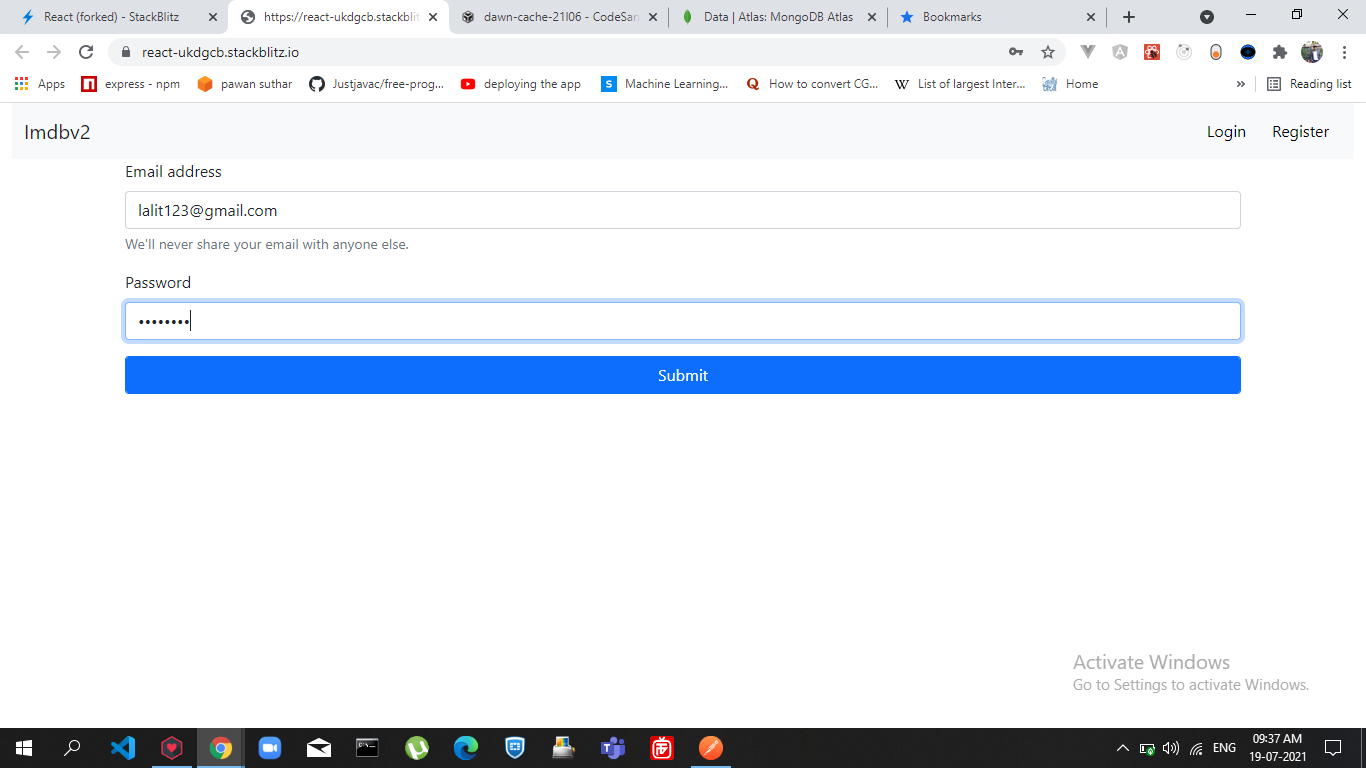 React (forked) - StackBlitz
https://react-ukdgcb.stackblit
dawn-cache-21l06 - CodeSan
Data | Atlas: MongoDB Atlas
Bookmarks
react-ukdgcb.stackblitz.io
Apps
express - npm
pawan suthar
Justjavac/free-prog...
deploying the app
Machine Learning...
How to convert CG...
List of largest Inter...
Home
»
Reading list
Imdbv2
Login
Register
Email address
lalit123@gmail.com
We'll never share your email with anyone else.
Password
••••••••
Submit
Activate Windows
Go to Settings to activate Windows.
ENG
09:37 AM
19-07-2021